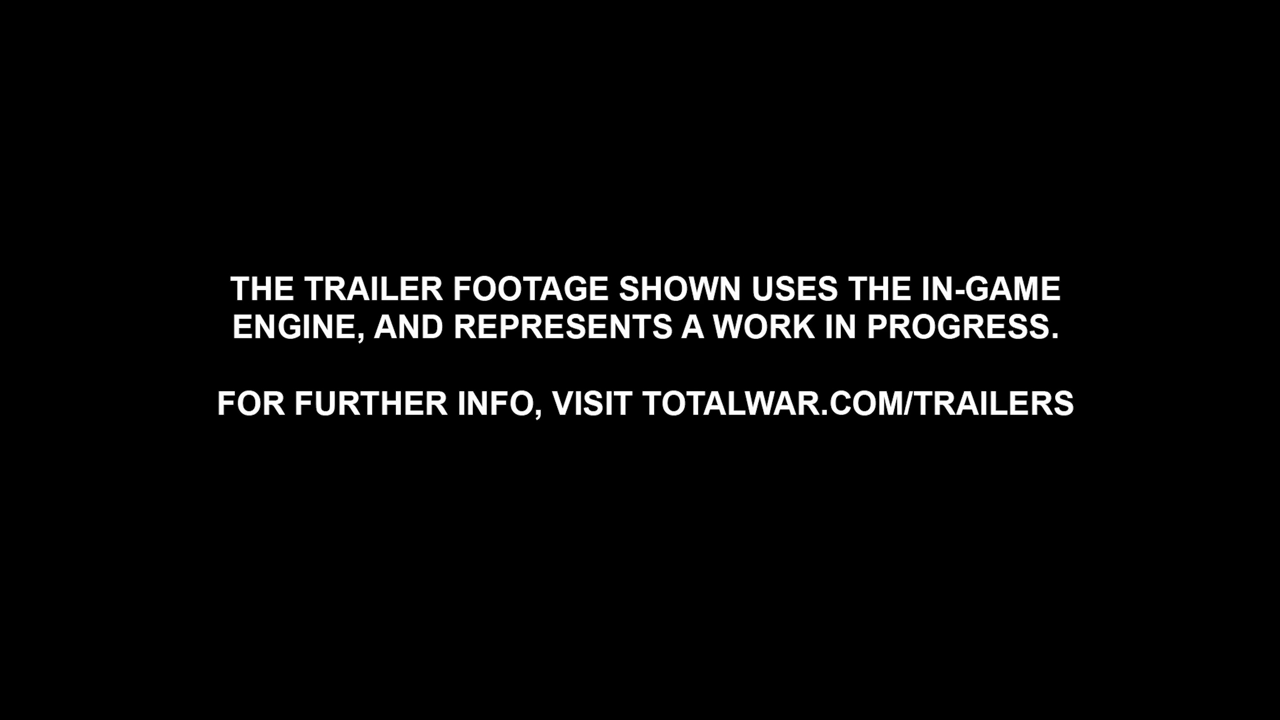 THE TRAILER FOOTAGE SHOWN USES THE IN-GAME
ENGINE, AND REPRESENTS A WORK IN PROGRESS.
FOR FURTHER INFO, VISIT TOTALWAR.COM/TRAILERS